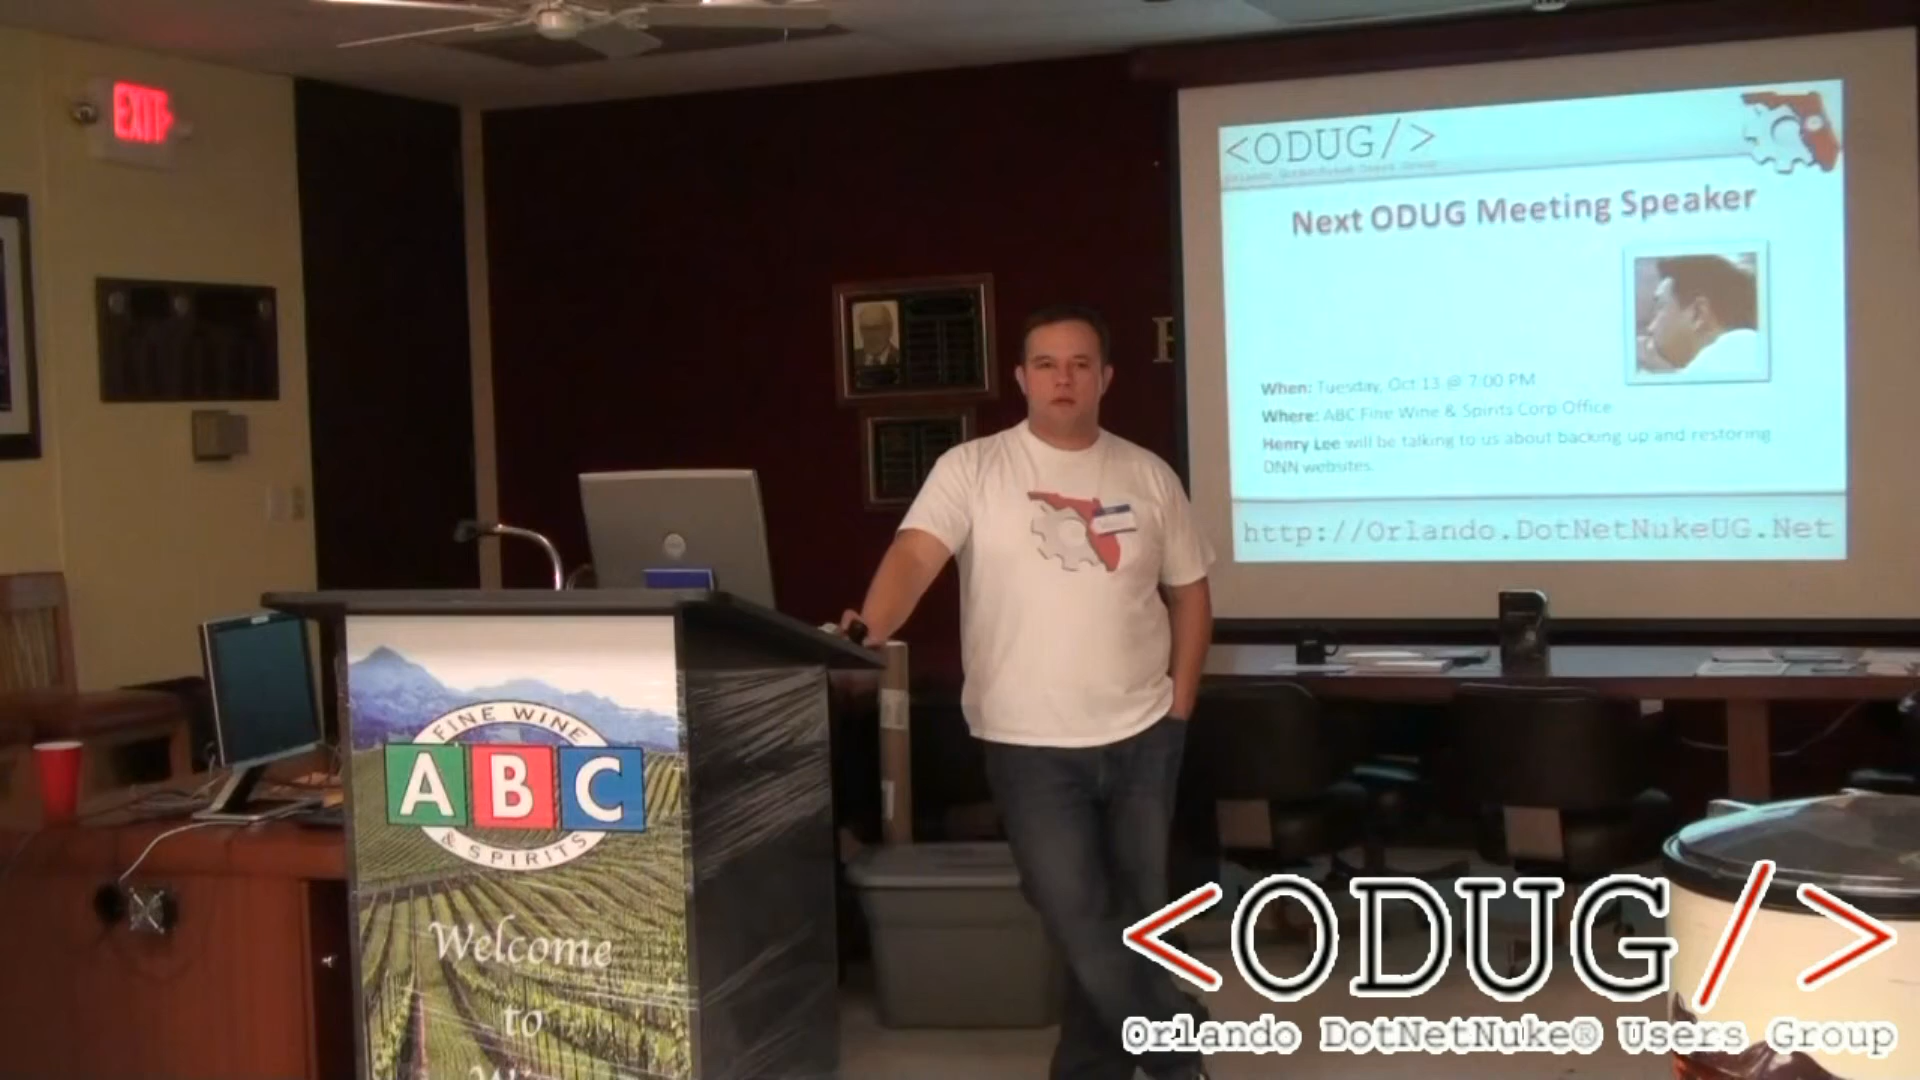 EXIT
<ODUG/>
Next ODUG Meeting Speaker
When: Tuesday, Oct 13 @ 7:00 PM
Where: ABC Fine Wine & Spirits Corp Office
Henry Lee will be talking to us about backing up and restoring
DNN websites.
http://Orlando.DotNetNukeUG.Net
FINE WINE
ABC
& SPIRITS
Welcome
to
<ODUG/>
Orlando DotNetNuke® Users Group